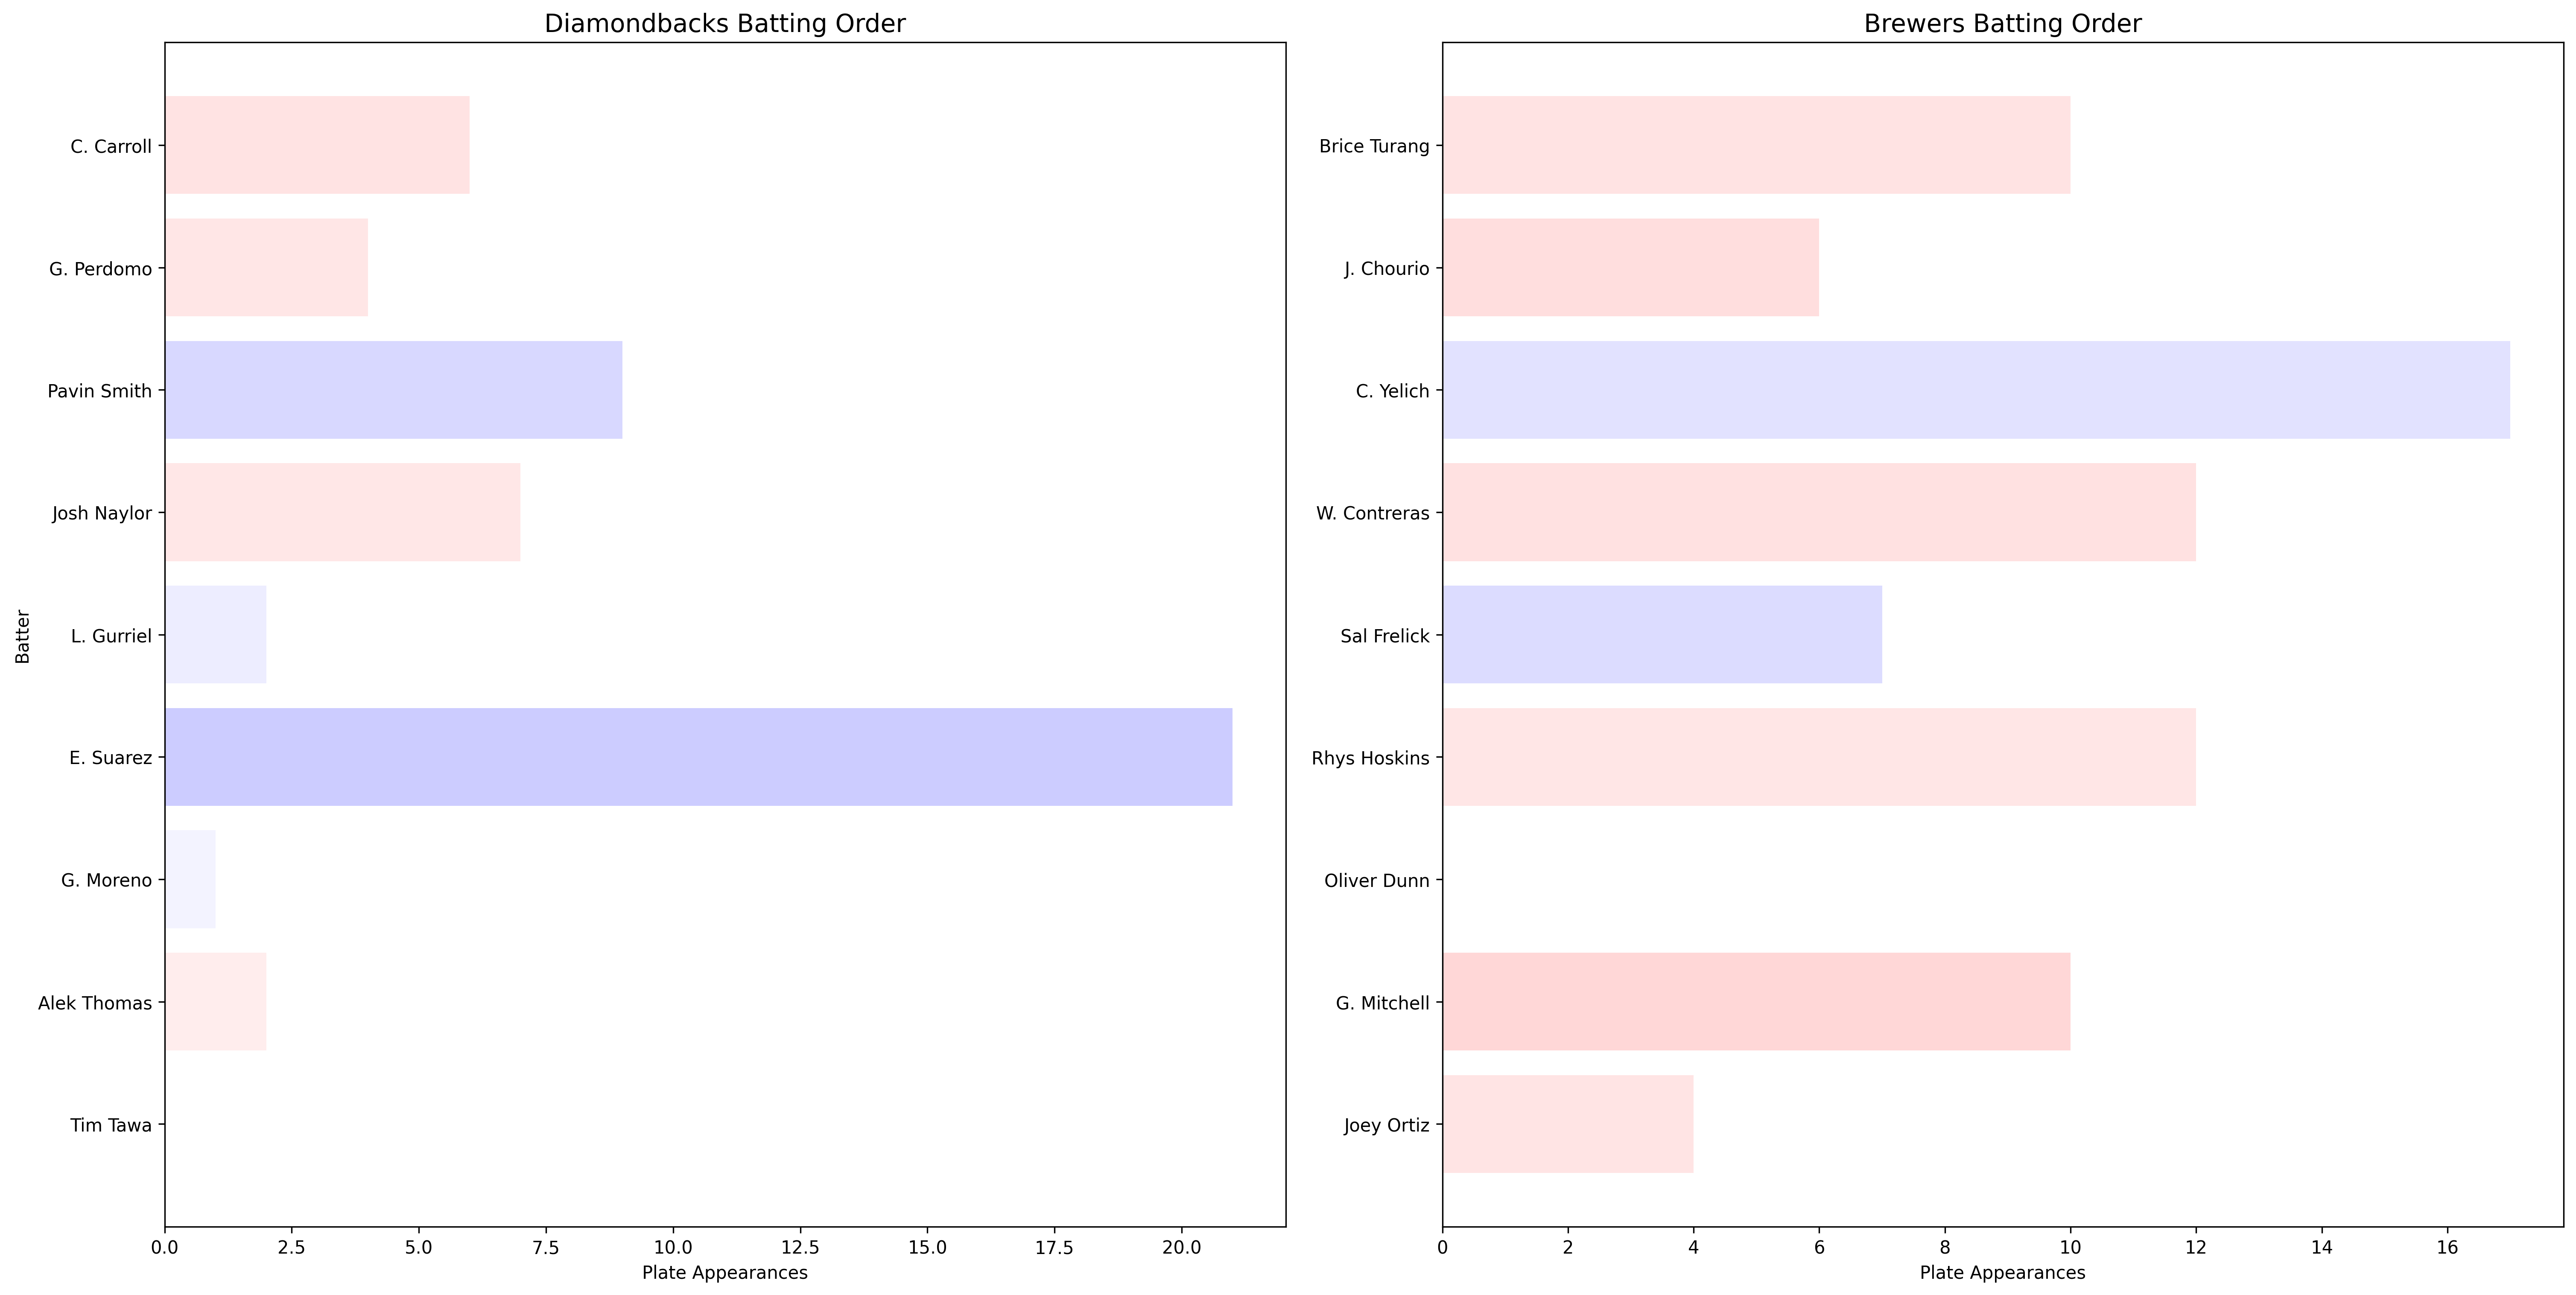 Diamondbacks Batting Order
Batter
C. Carroll
G. Perdomo
Pavin Smith
Josh Naylor
L. Gurriel
E. Suarez
G. Moreno
Alek Thomas
Tim Tawa
0.0 2.5 5.0 7.5 10.0 12.5 15.0 17.5 20.0
Plate Appearances
Brewers Batting Order
Brice Turang
J. Chourio
C. Yelich
W. Contreras
Sal Frelick
Rhys Hoskins
Oliver Dunn
G. Mitchell
Joey Ortiz
0 2 4 6 8 10 12 14 16
Plate Appearances